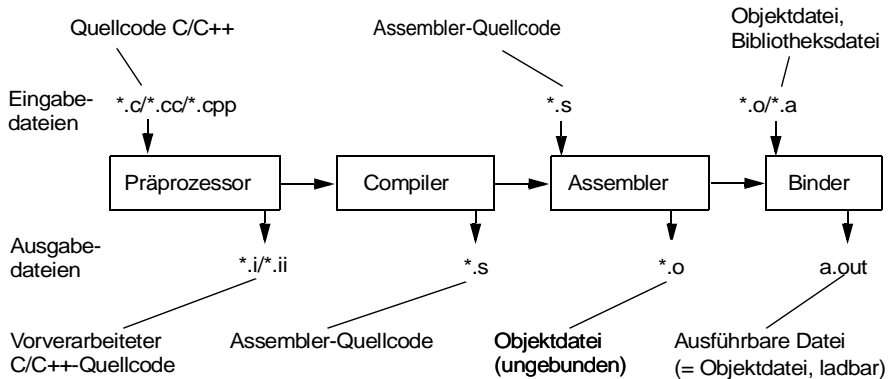 Quellcode C/C++
Assembler-Quellcode
Objektdatei,
Bibliotheksdatei
Eingabe-
dateien
*.c/*.cc/*.cpp
*.s
*.o/*.a
Präprozessor
Compiler
Assembler
Binder
Ausgabe-
dateien
*.i/*.ii
*.s
*.o
a.out
Vorverarbeiteter
C/C++-Quellcode
Assembler-Quellcode
Objektdatei
(ungebunden)
Ausführbare Datei
(= Objektdatei, ladbar)